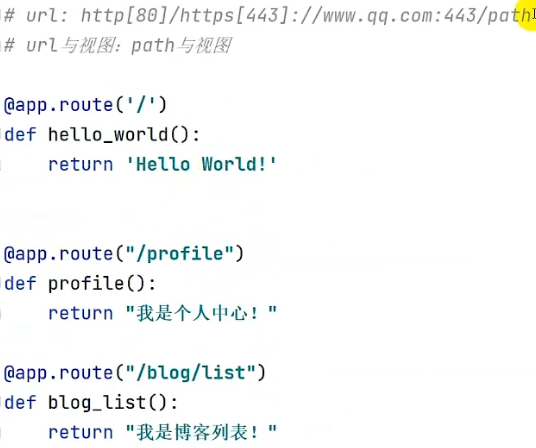 # url: http[80]/https[443]://www.qq.com:443/path
# url与视图：path与视图
@app.route('/')
def hello_world():
    return 'Hello World!'
@app.route("/profile")
def profile():
    return "我是个人中心！"
@app.route("/blog/list")
def blog_list():
    return "我是博客列表！"